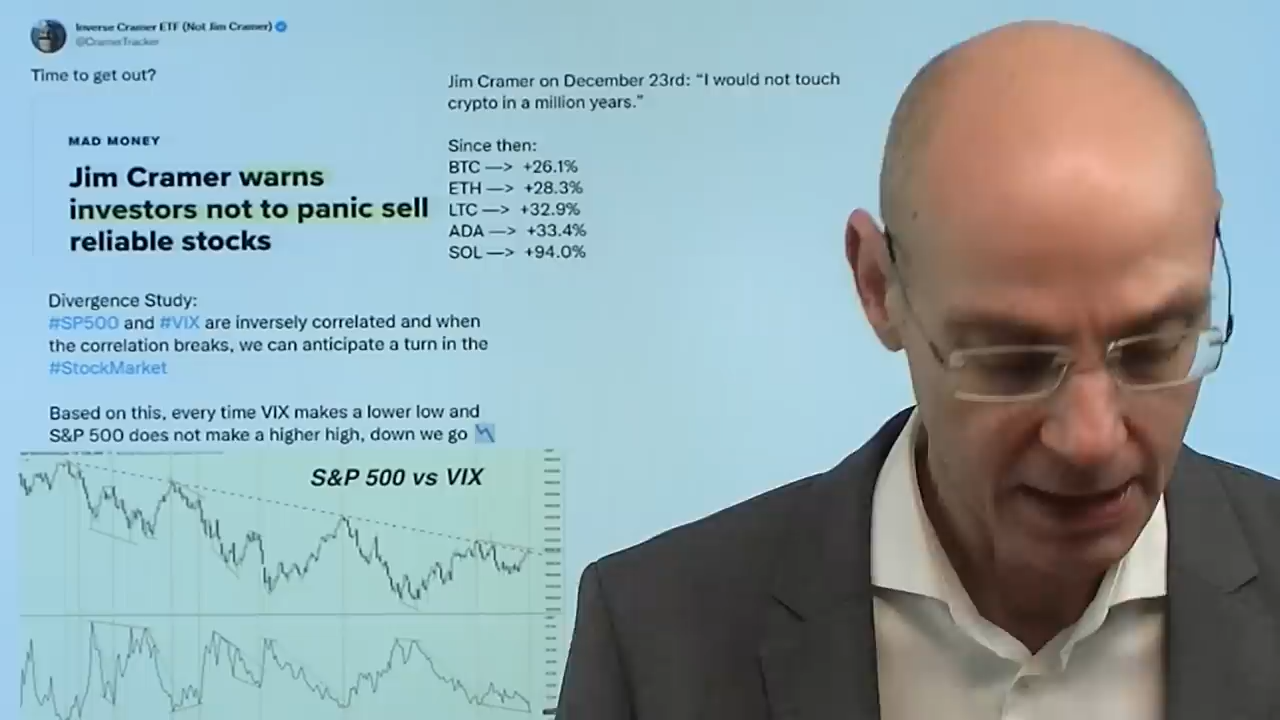 Inverse Cramer ETF (Not Jim Cramer)
@CramerTracker
Time to get out?
MAD MONEY
Jim Cramer warns
investors not to panic sell
reliable stocks
Jim Cramer on December 23rd: “I would not touch
crypto in a million years.”
Since then:
BTC —> +26.1%
ETH —> +28.3%
LTC —> +32.9%
ADA —> +33.4%
SOL —> +94.0%
Divergence Study:
#SP500 and #VIX are inversely correlated and when
the correlation breaks, we can anticipate a turn in the
#StockMarket
Based on this, every time VIX makes a lower low and
S&P 500 does not make a higher high, down we go
S&P 500 vs VIX